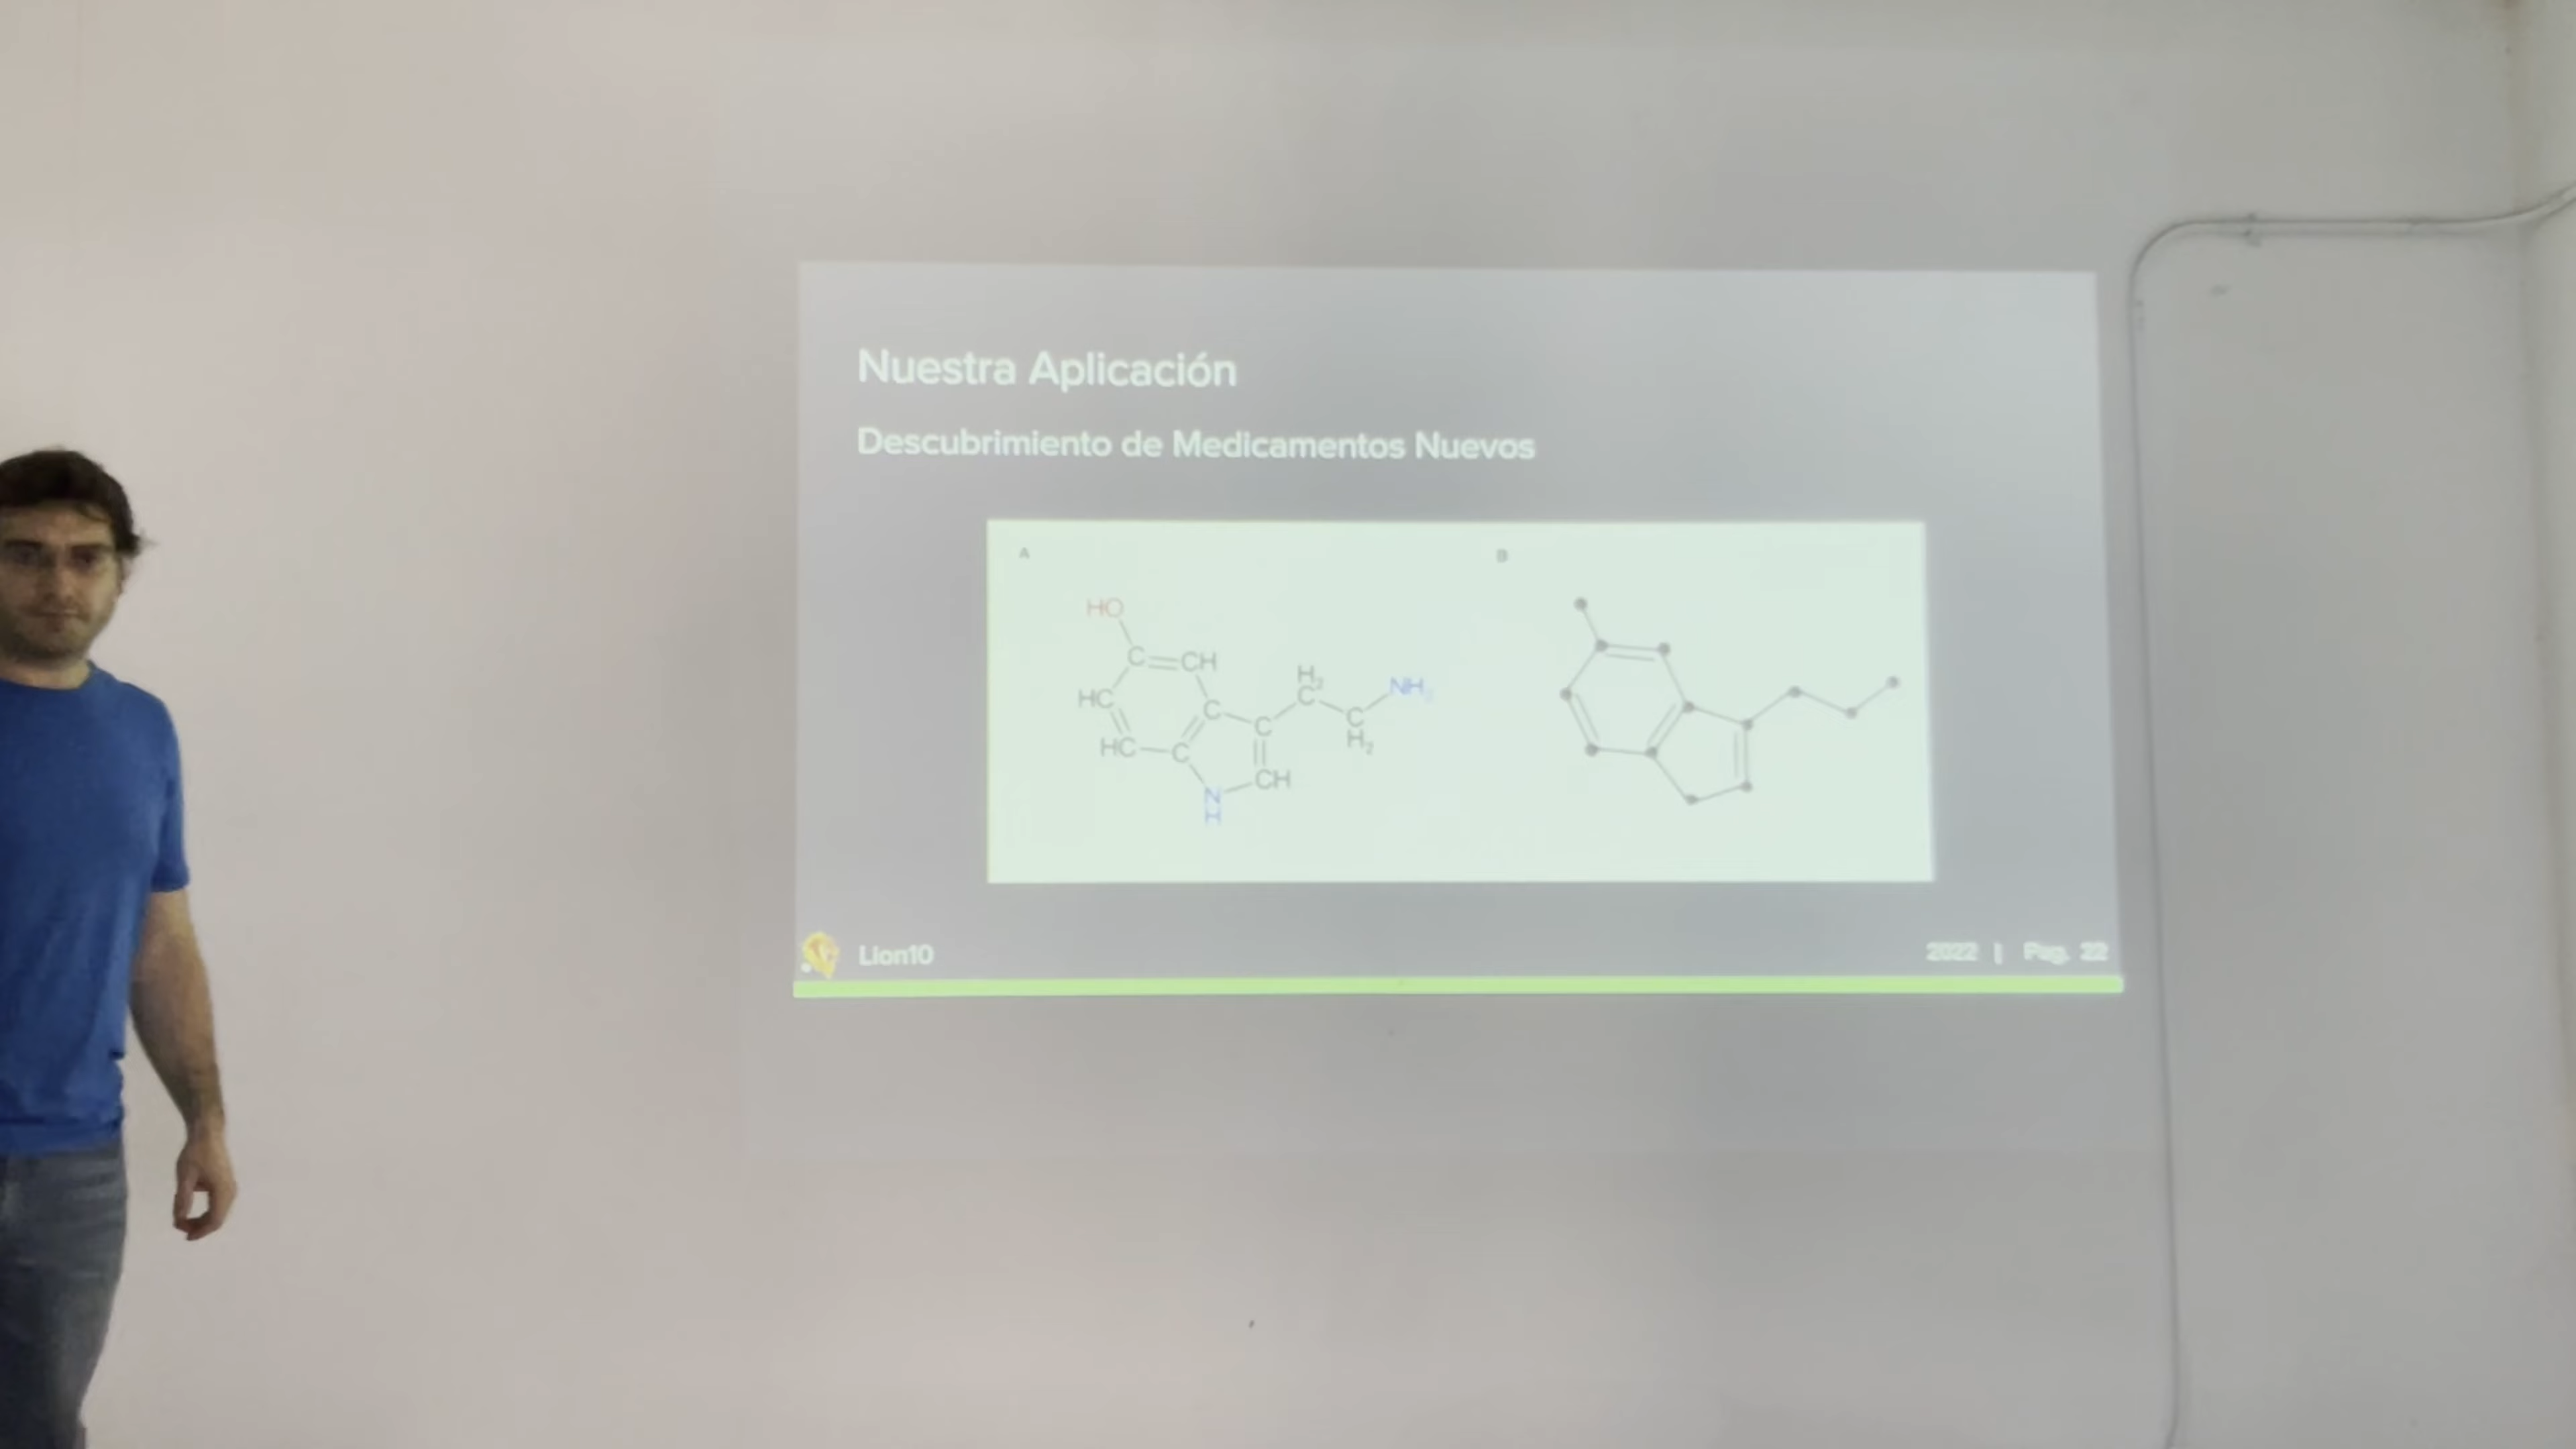 Nuestra Aplicación
Descubrimiento de Medicamentos Nuevos
A
B
HO
C
CH
HC
C
H2
C
NH2
C
C
H2
HC
C
CH
N
H
Lion10
2022 | Pag. 22